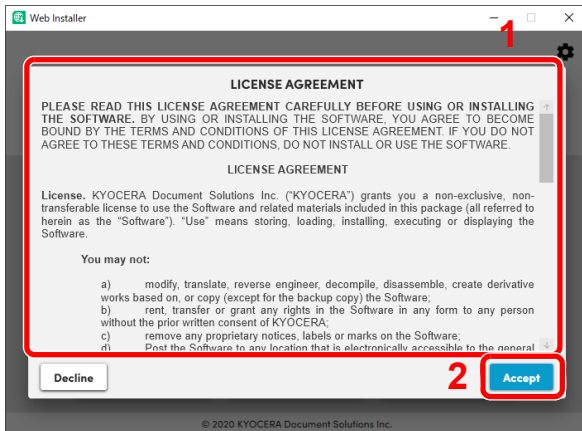 Web Installer
1
LICENSE AGREEMENT
PLEASE READ THIS LICENSE AGREEMENT CAREFULLY BEFORE USING OR INSTALLING
THE SOFTWARE. BY USING OR INSTALLING THE SOFTWARE, YOU AGREE TO BECOME
BOUND BY THE TERMS AND CONDITIONS OF THIS LICENSE AGREEMENT. IF YOU DO NOT
AGREE TO THESE TERMS AND CONDITIONS, DO NOT INSTALL OR USE THE SOFTWARE.
LICENSE AGREEMENT
License. KYOCERA Document Solutions Inc. (“KYOCERA”) grants you a non-exclusive, non-
transferable license to use the Software and related materials included in this package (all referred to
herein as the “Software”). “Use” means storing, loading, installing, executing or displaying the
Software.
You may not:
a) modify, translate, reverse engineer, decompile, disassemble, create derivative
works based on, or copy (except for the backup copy) the Software;
b) rent, transfer or grant any rights in the Software in any form to any person
without the prior written consent of KYOCERA;
c) remove any proprietary notices, labels or marks on the Software;
d) Post the Software to any location that is electronically accessible to the general
Decline
2
Accept
© 2020 KYOCERA Document Solutions Inc.